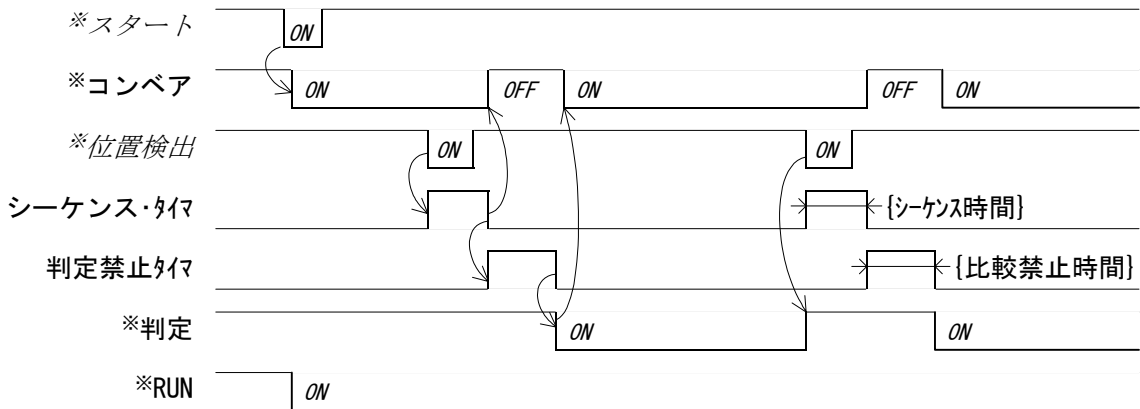 ※スタート
ON
※コンベア
ON
OFF
ON
OFF
ON
※位置検出
ON
ON
シーケンス・ﾀｲﾏ
{ｼｰｹﾝｽ時間}
判定禁止ﾀｲﾏ
{比較禁止時間}
※判定
ON
ON
※RUN
ON